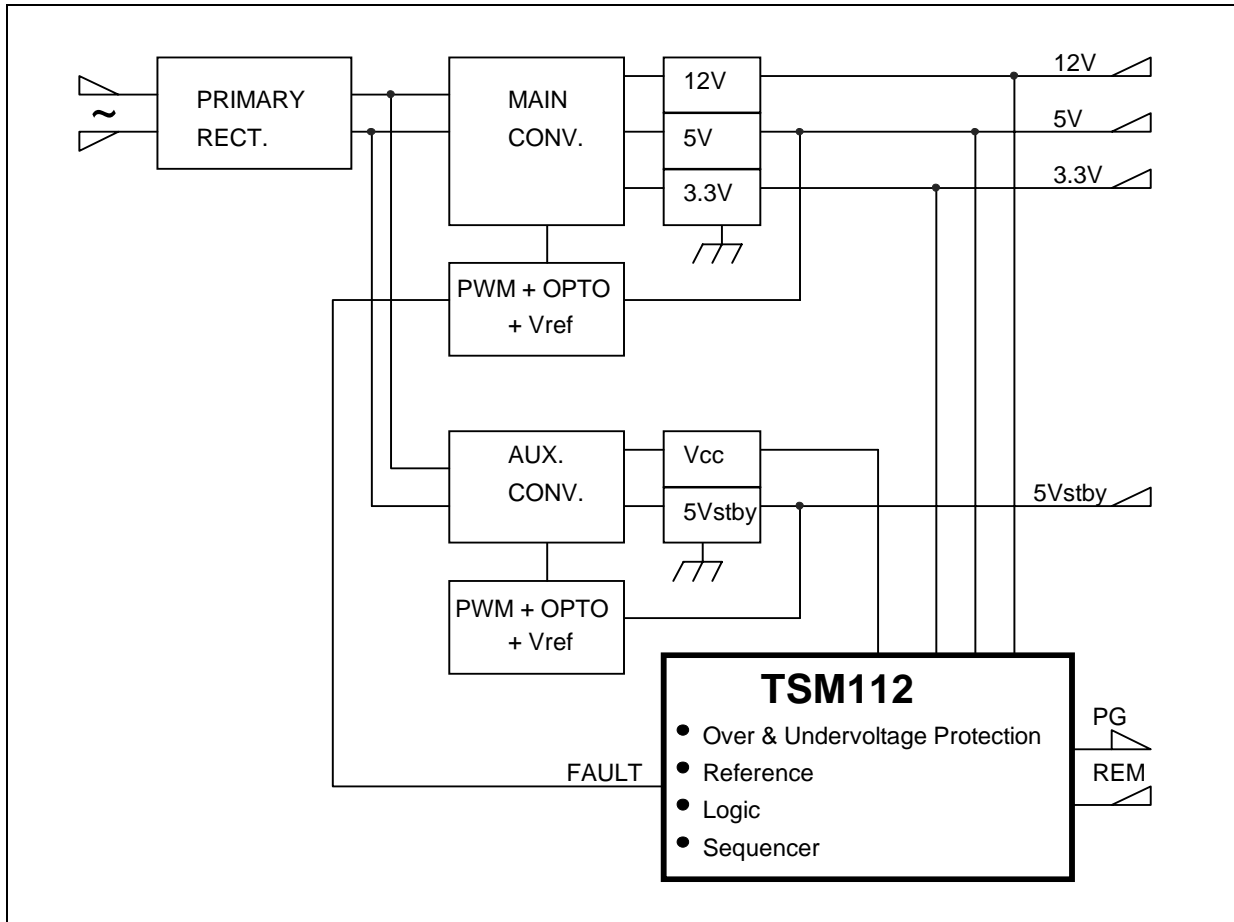 ~
PRIMARY
RECT.
MAIN
CONV.
12V
5V
3.3V
12V
5V
3.3V
PWM + OPTO
+ Vref
AUX.
CONV.
Vcc
5Vstby
5Vstby
PWM + OPTO
+ Vref
TSM112
• Over & Undervoltage Protection
• Reference
• Logic
• Sequencer
FAULT
PG
REM